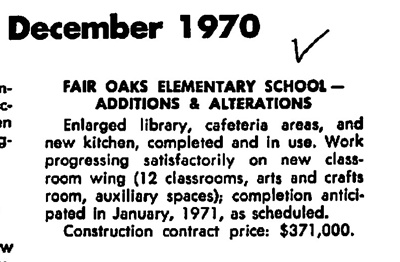 December 1970
FAIR OAKS ELEMENTARY SCHOOL —
ADDITIONS & ALTERATIONS
Enlarged library, cafeteria areas, and
new kitchen, completed and in use. Work
progressing satisfactorily on new class-
room wing (12 classrooms, arts and crafts
room, auxiliary spaces); completion antici-
pated in January, 1971, as scheduled.
Construction contract price: $371,000.